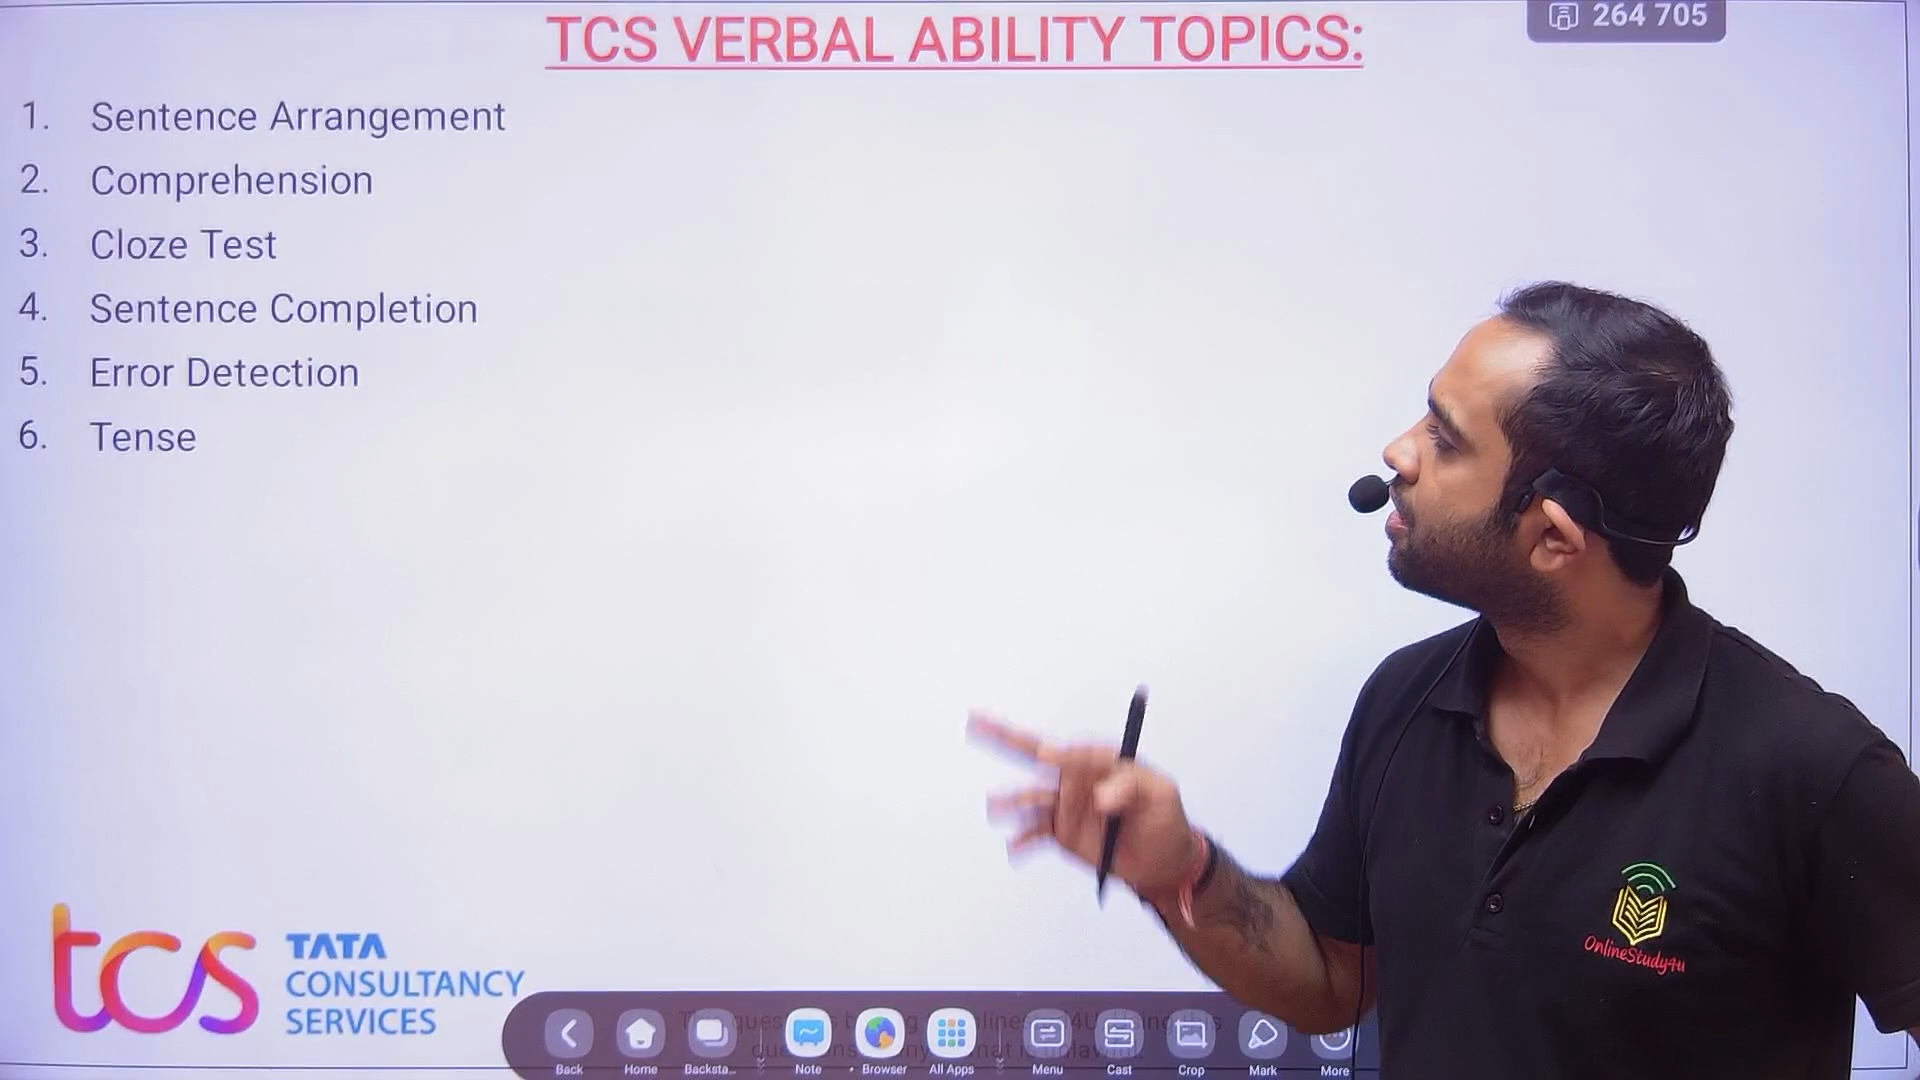 TCS VERBAL ABILITY TOPICS:
264 705
1. Sentence Arrangement
2. Comprehension
3. Cloze Test
4. Sentence Completion
5. Error Detection
6. Tense
tcs
TATA
CONSULTANCY
SERVICES
OnlineStudy4u
Back Home Backsta... Note Browser All Apps Menu Cast Crop Mark More